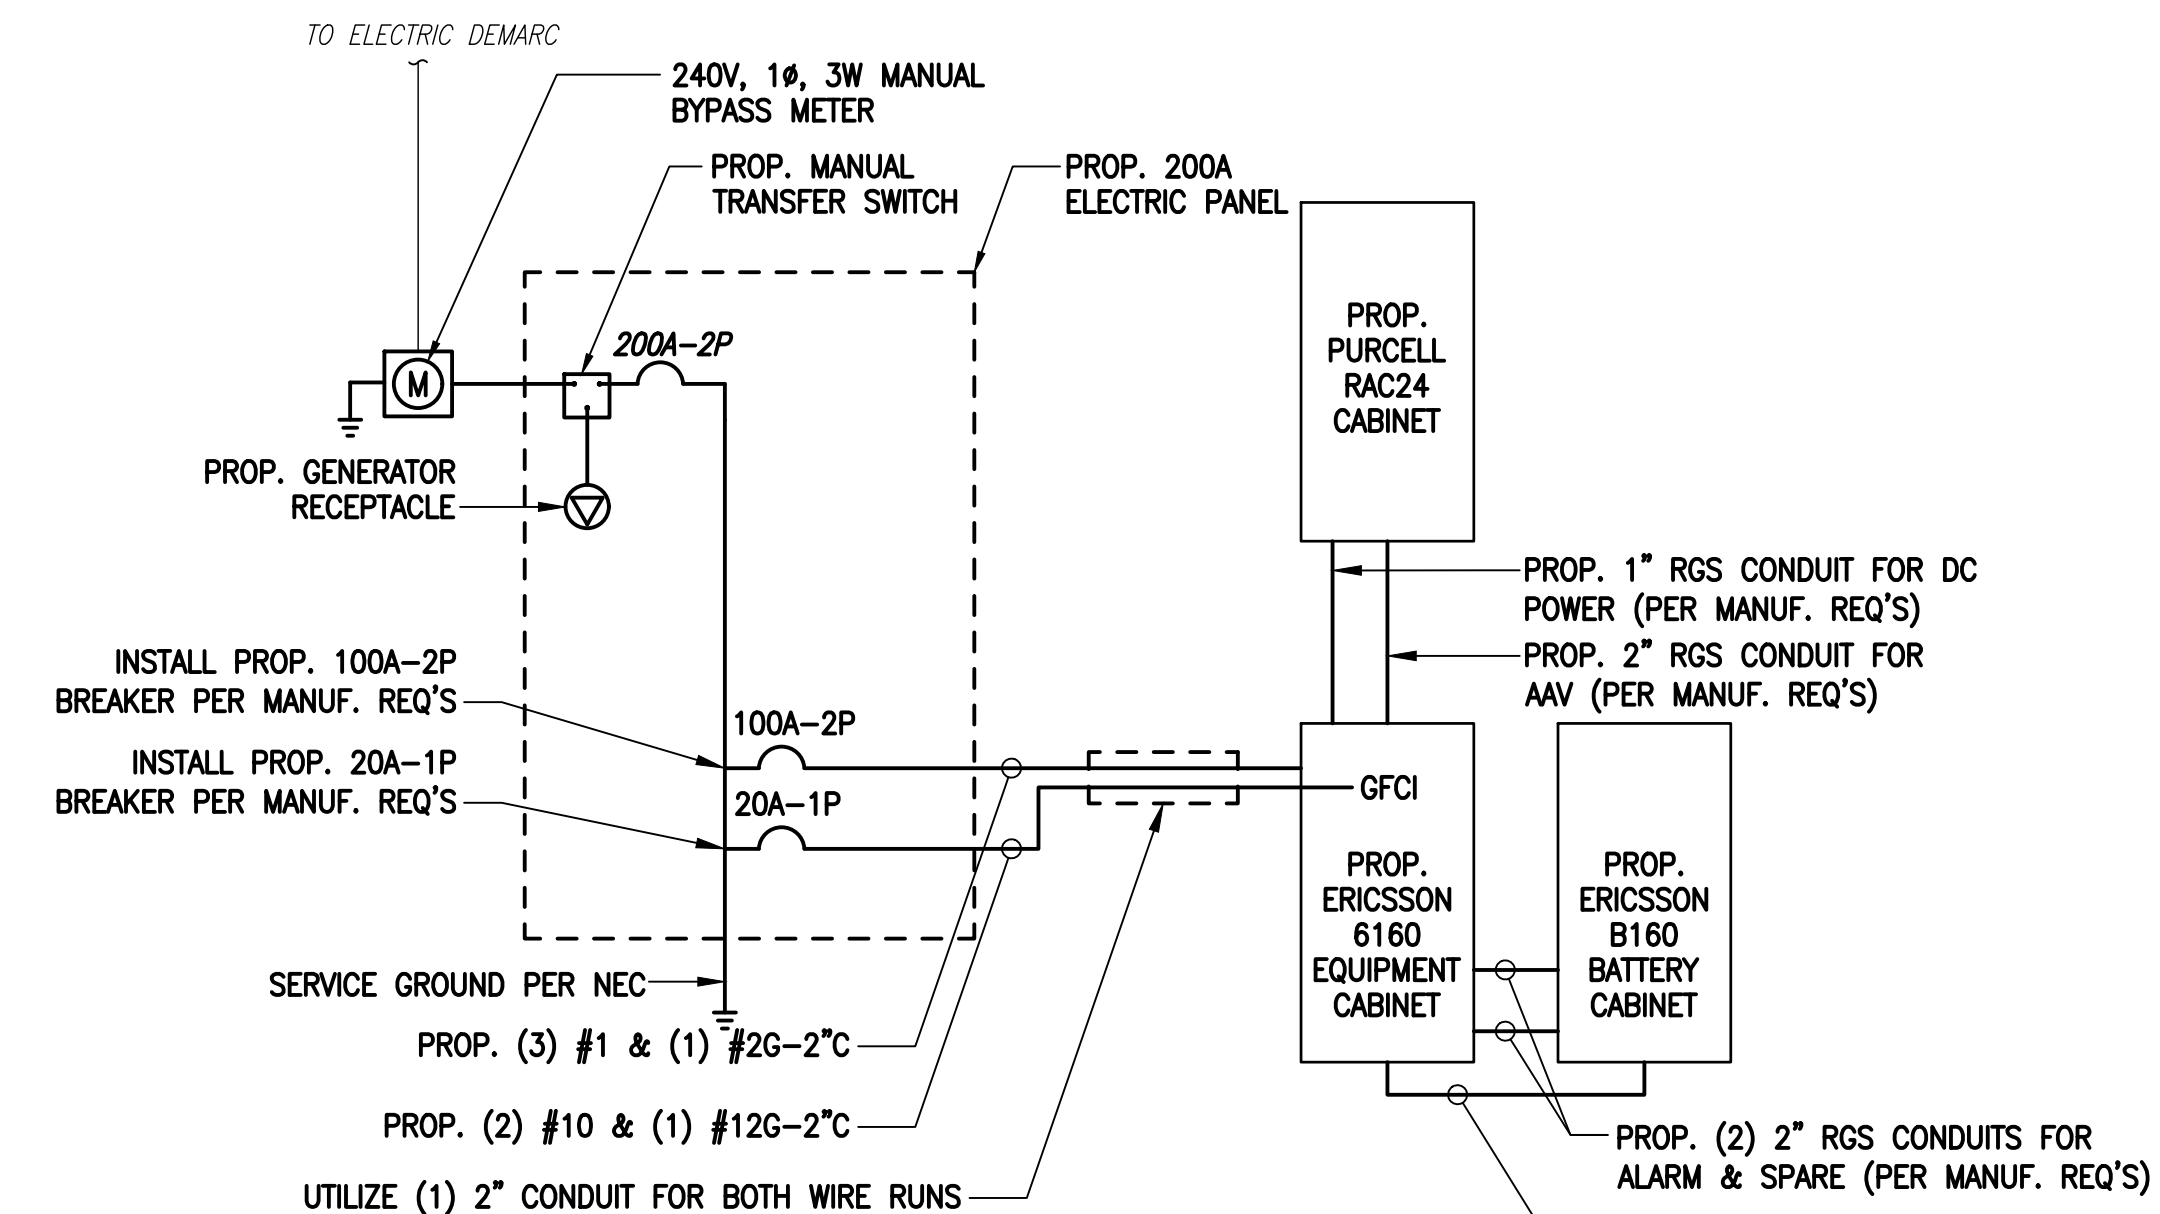 TO ELECTRIC DEMARC
240V, 1ø, 3W MANUAL
BYPASS METER
PROP. MANUAL
TRANSFER SWITCH
PROP. 200A
ELECTRIC PANEL
PROP.
PURCELL
RAC24
CABINET
200A-2P
M
PROP. GENERATOR
RECEPTACLE
PROP. 1" RGS CONDUIT FOR DC
POWER (PER MANUF. REQ'S)
PROP. 2" RGS CONDUIT FOR
AAV (PER MANUF. REQ'S)
INSTALL PROP. 100A-2P
BREAKER PER MANUF. REQ'S
100A-2P
INSTALL PROP. 20A-1P
BREAKER PER MANUF. REQ'S
20A-1P
GFCI
PROP.
ERICSSON
6160
EQUIPMENT
CABINET
PROP.
ERICSSON
B160
BATTERY
CABINET
SERVICE GROUND PER NEC
PROP. (3) #1 & (1) #2G-2"C
PROP. (2) #10 & (1) #12G-2"C
UTILIZE (1) 2" CONDUIT FOR BOTH WIRE RUNS
PROP. (2) 2" RGS CONDUITS FOR
ALARM & SPARE (PER MANUF. REQ'S)